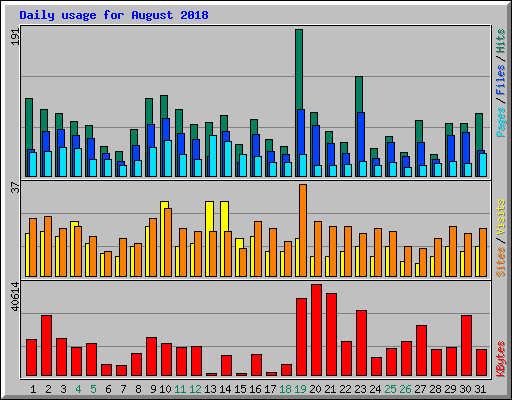 Daily usage for August 2018
191
Pages / Files / Hits
37
Sites / Visits
40614
KBytes
1 2 3 4 5 6 7 8 9 10 11 12 13 14 15 16 17 18 19 20 21 22 23 24 25 26 27 28 29 30 31